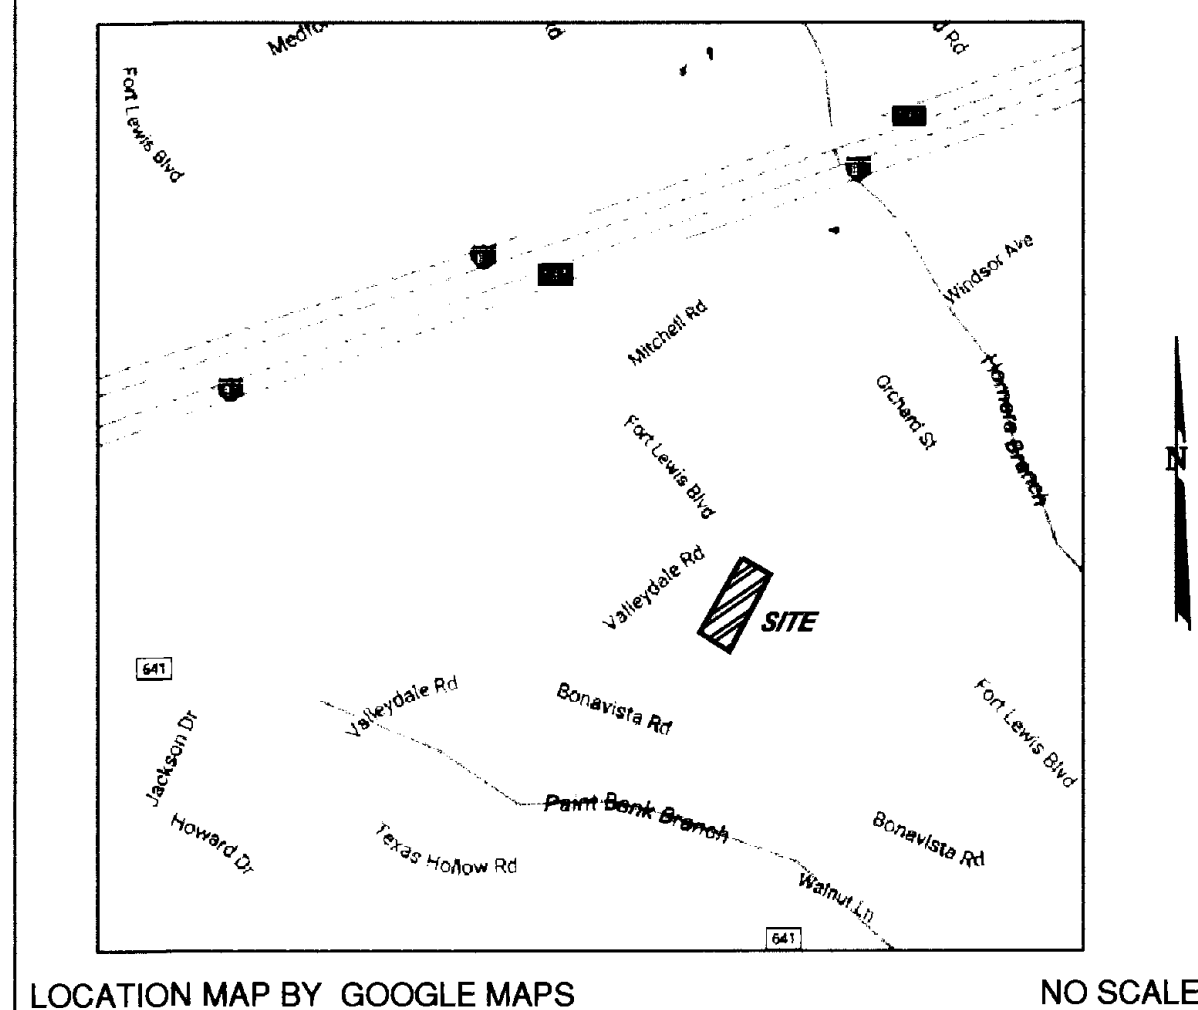 Fort Lewis Blvd
Rd
Windsor Ave
Mitchell Rd
Orchard St
Horners Branch
Fort Lewis Blvd
N
Valleydale Rd
SITE
641
Valleydale Rd
Bonavista Rd
Fort Lewis Blvd
Jackson Dr
Paint Bank Branch
Howard Dr
Texas Hollow Rd
Bonavista Rd
Walnut Ln
641
LOCATION MAP BY GOOGLE MAPS
NO SCALE